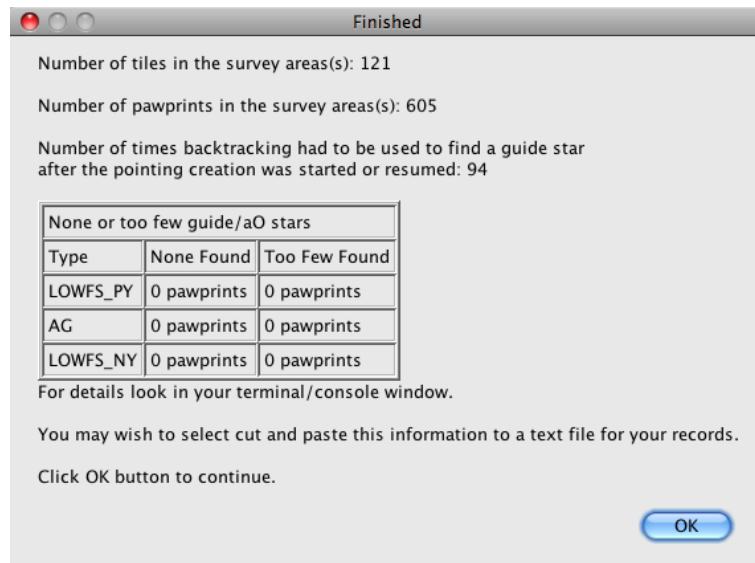 Finished
Number of tiles in the survey areas(s): 121
Number of pawprints in the survey areas(s): 605
Number of times backtracking had to be used to find a guide star
after the pointing creation was started or resumed: 94
None or too few guide/aO stars
Type None Found Too Few Found
LOWFS_PY 0 pawprints 0 pawprints
AG 0 pawprints 0 pawprints
LOWFS_NY 0 pawprints 0 pawprints
For details look in your terminal/console window.
You may wish to select cut and paste this information to a text file for your records.
Click OK button to continue.
OK